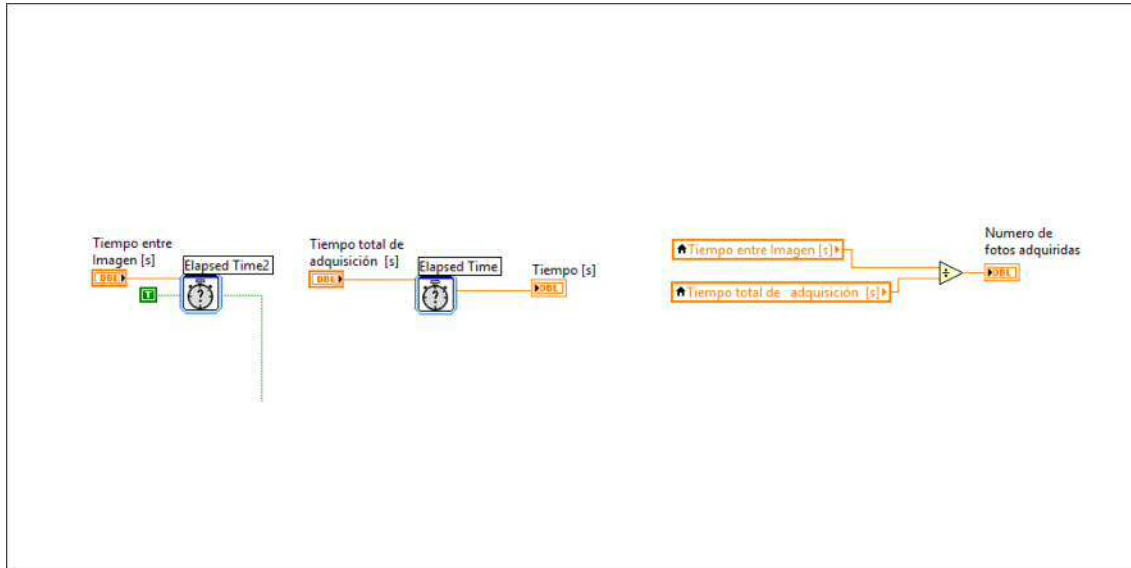 Tiempo entre
Imagen [s]
DBL
T
Elapsed Time2
?
Tiempo total de
adquisición [s]
DBL
Elapsed Time
?
Tiempo [s]
DBL
Tiempo entre Imagen [s]
Tiempo total de adquisición [s]
÷
Numero de
fotos adquiridas
DBL